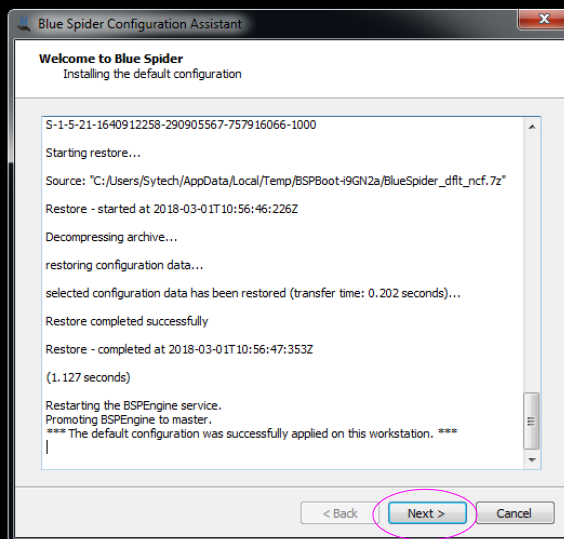 Blue Spider Configuration Assistant
Welcome to Blue Spider
Installing the default configuration
S-1-5-21-1640912258-290905567-757916066-1000
Starting restore...
Source: "C:/Users/Sytech/AppData/Local/Temp/BSPBoot-i9GN2a/BlueSpider_dflt_ncf.7z"
Restore - started at 2018-03-01T10:56:46:226Z
Decompressing archive...
restoring configuration data...
selected configuration data has been restored (transfer time: 0.202 seconds)...
Restore completed successfully
Restore - completed at 2018-03-01T10:56:47:353Z
(1.127 seconds)
Restarting the BSPEngine service.
Promoting BSPEngine to master.
*** The default configuration was successfully applied on this workstation. ***
< Back Next > Cancel